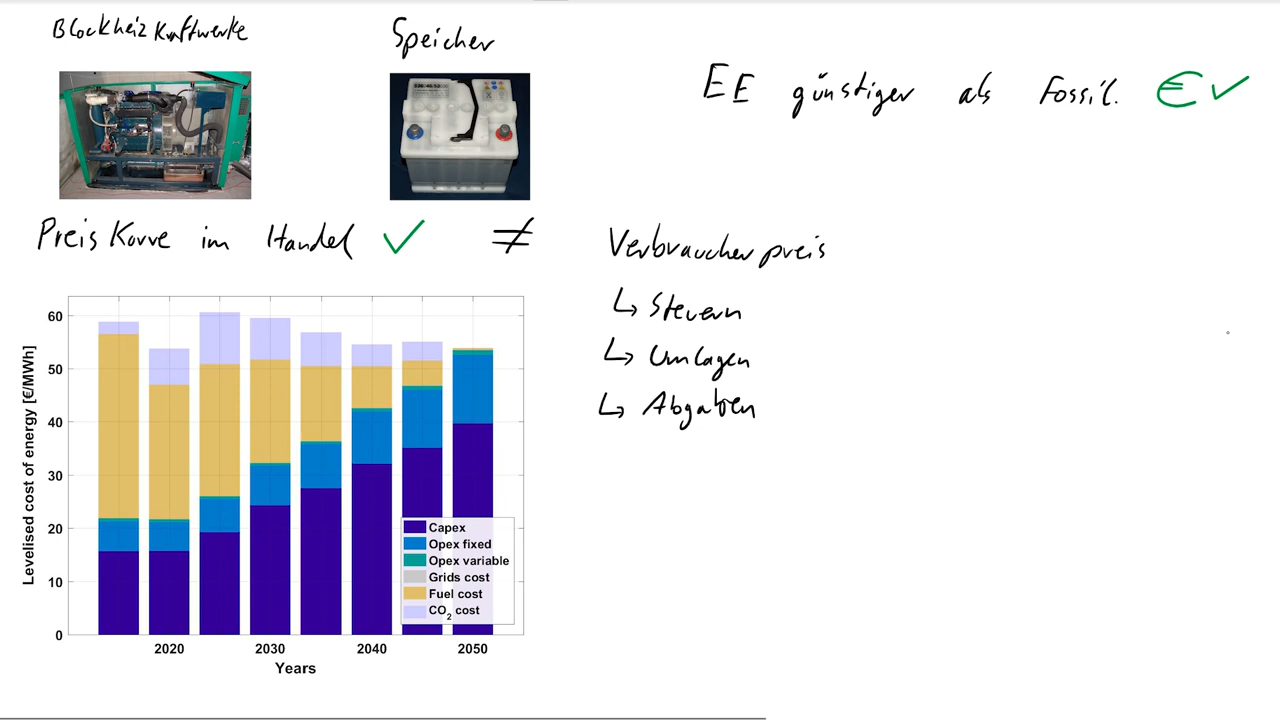 Blockheizkraftwerke
Speicher
EE günstiger als Fossil. € ✓
Preiskurve im Handel ✓ ≠ Verbraucherpreis
↳ Steuern
↳ Umlagen
↳ Abgaben
Levelised cost of energy [€/MWh]
60
50
40
30
20
10
0
Capex
Opex fixed
Opex variable
Grids cost
Fuel cost
CO₂ cost
2020 2030 2040 2050
Years